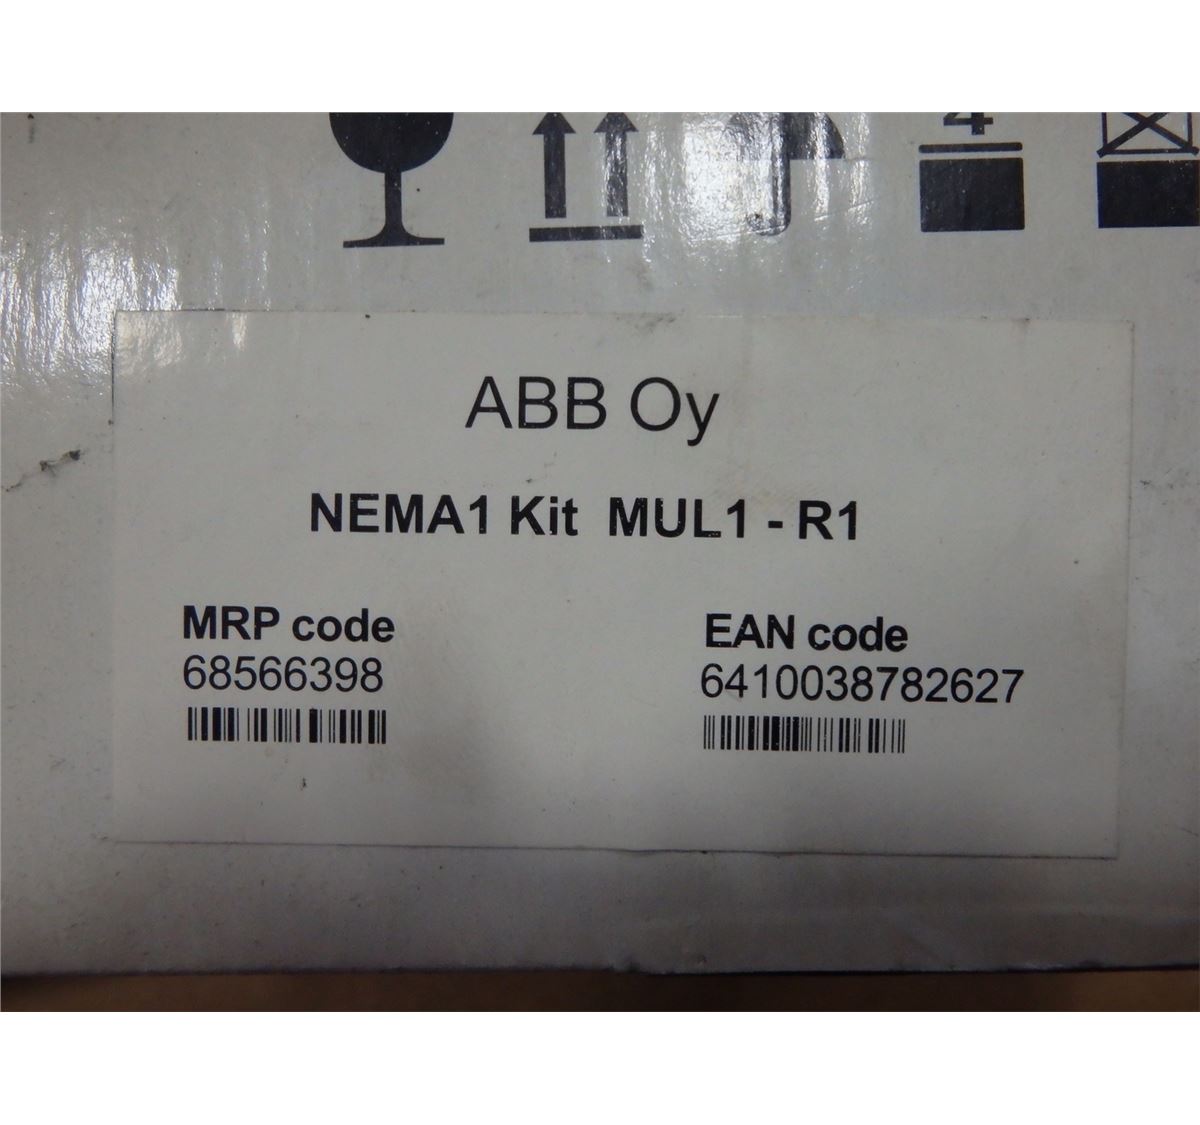 4
ABB Oy
NEMA1 Kit MUL1 - R1
MRP code
68566398
EAN code
6410038782627